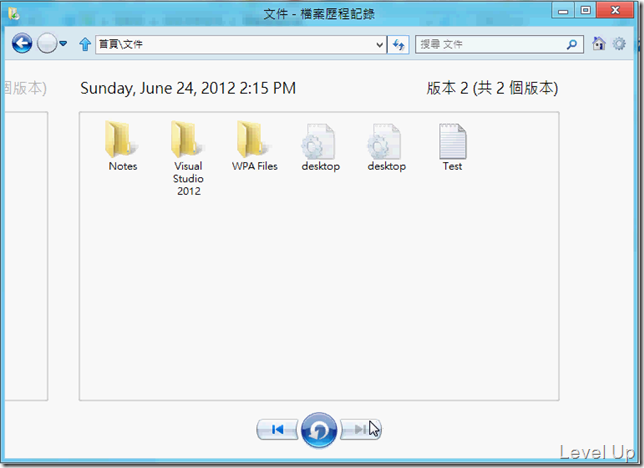 文件 - 檔案歷程記錄
首頁\文件
搜尋 文件
個版本)
Sunday, June 24, 2012 2:15 PM
版本 2 (共 2 個版本)
Notes
Visual
Studio
2012
WPA Files
desktop
desktop
Test
Level Up